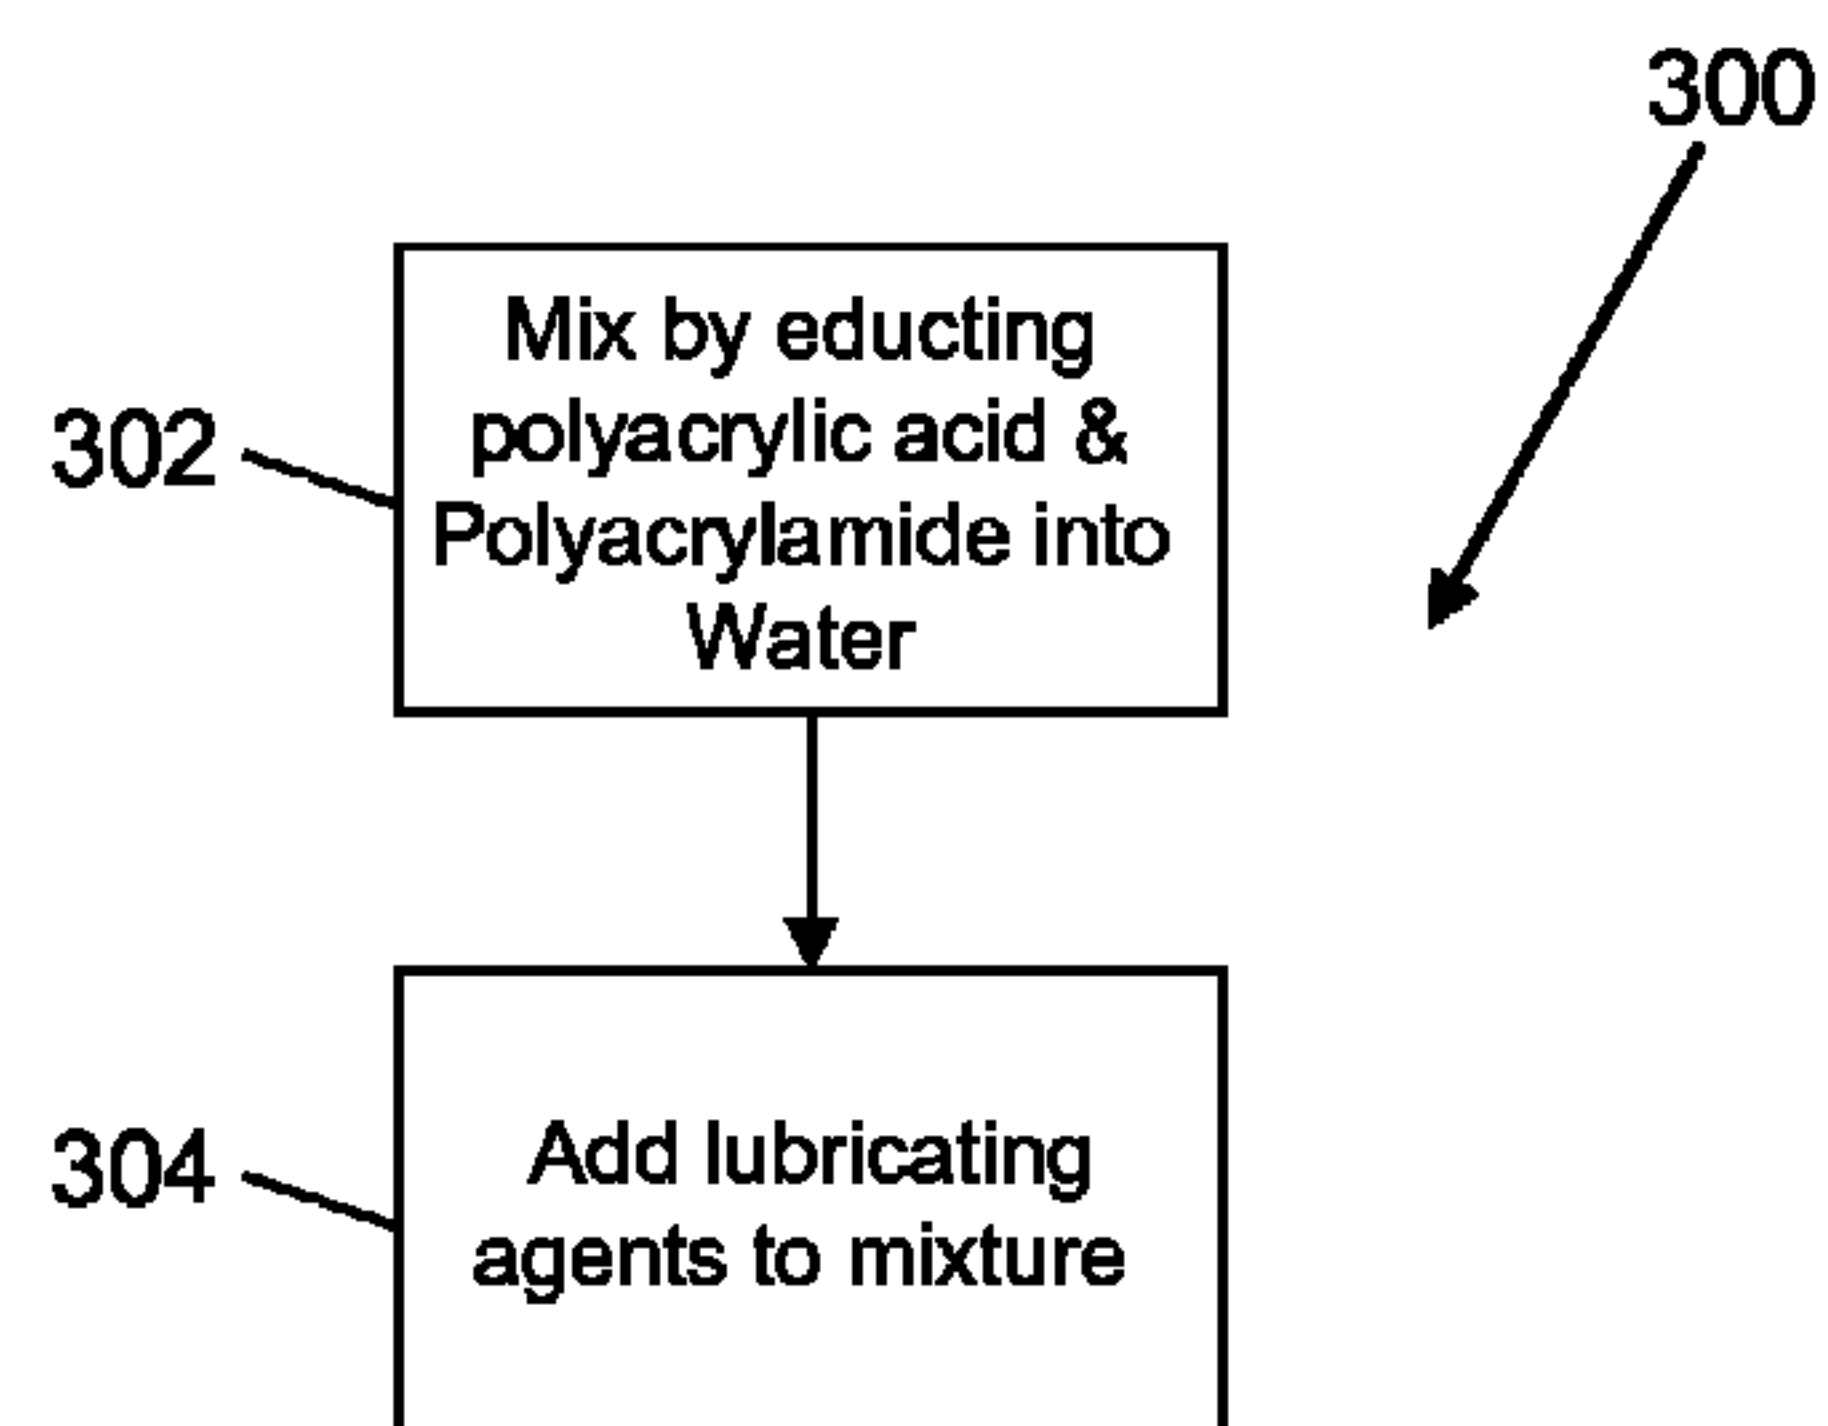 300
Mix by educting
polyacrylic acid &
Polyacrylamide into
Water
302
Add lubricating
agents to mixture
304